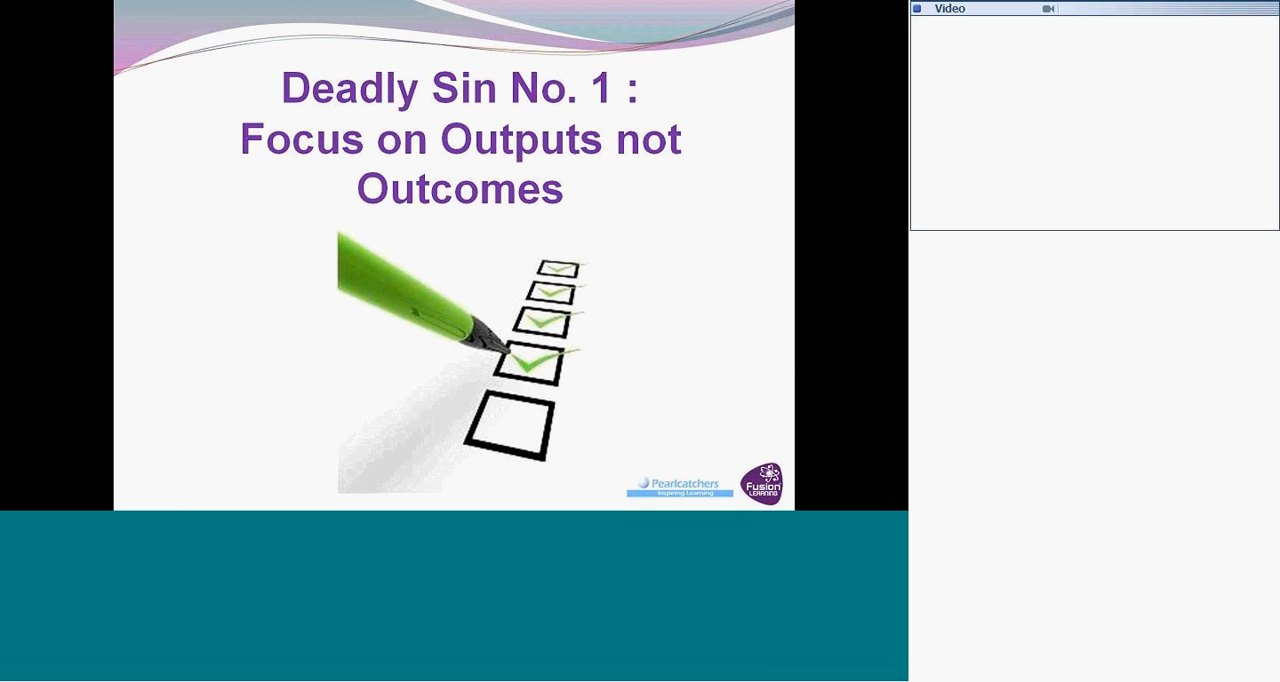 Video
Deadly Sin No. 1 :
Focus on Outputs not
Outcomes
Pearlcatchers
Inspiring Learning
Fusion
LEARNING